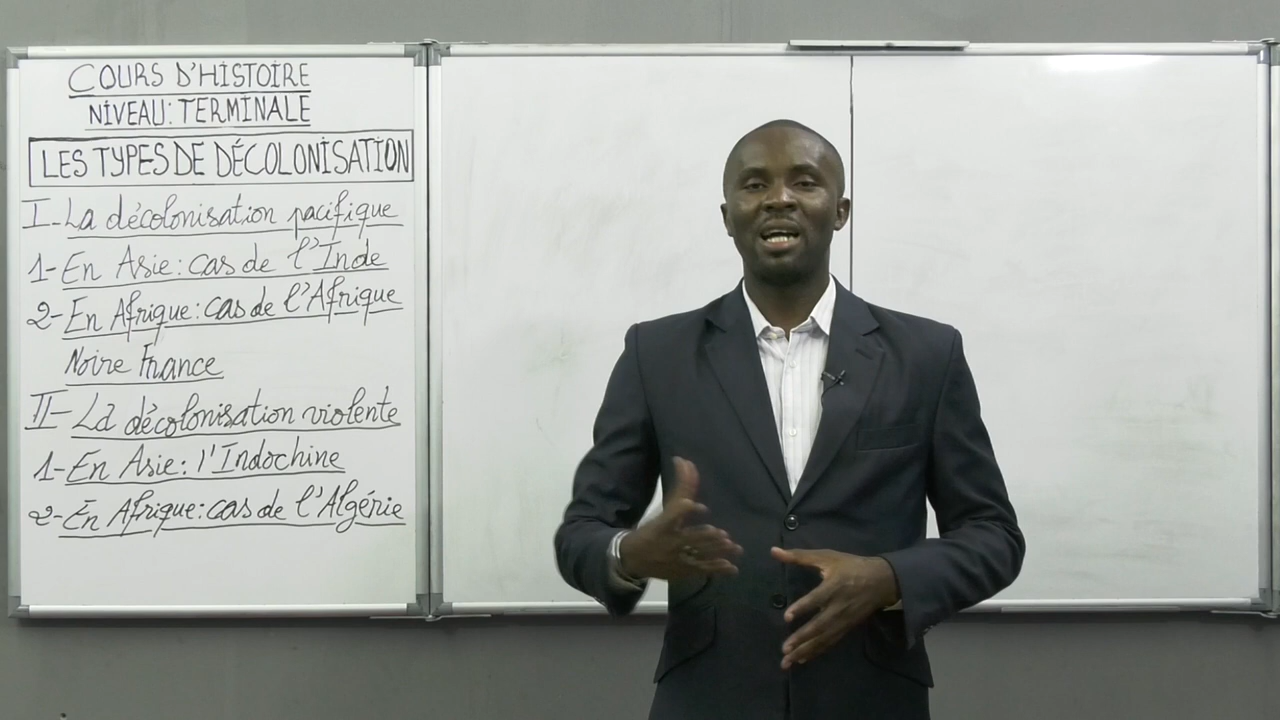 COURS D'HISTOIRE
NIVEAU: TERMINALE
LES TYPES DE DÉCOLONISATION
I- La décolonisation pacifique
1- En Asie: cas de l'Inde
2- En Afrique: cas de l'Afrique
Noire France
II- La décolonisation violente
1- En Asie: l'Indochine
2- En Afrique: cas de l'Algérie